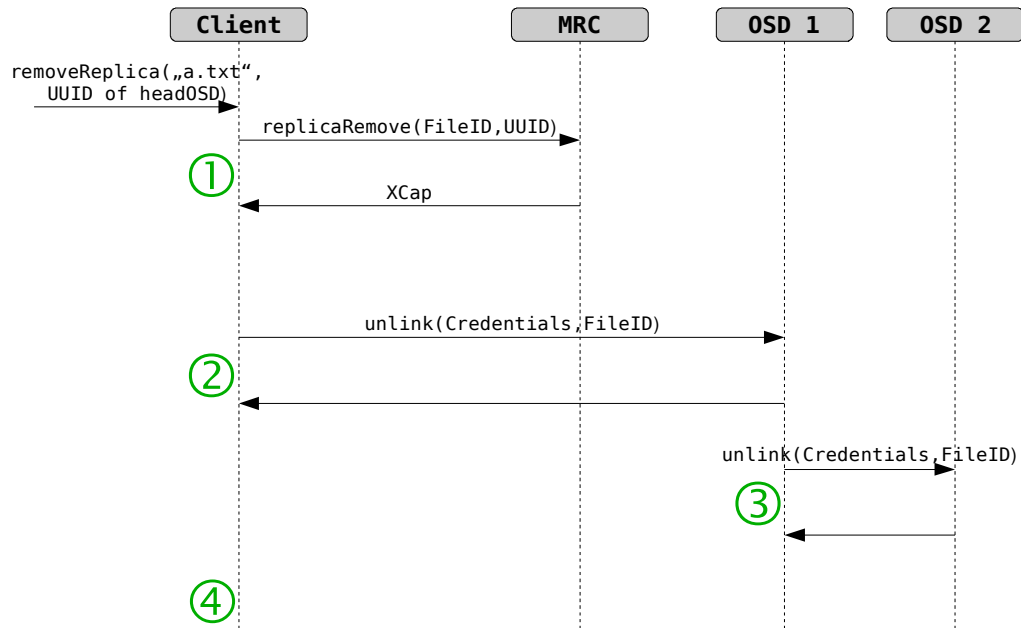 Client MRC OSD 1 OSD 2
removeReplica(„a.txt“,
UUID of headOSD)
replicaRemove(FileID,UUID)
①
XCap
unlink(Credentials,FileID)
②
unlink(Credentials,FileID)
③
④